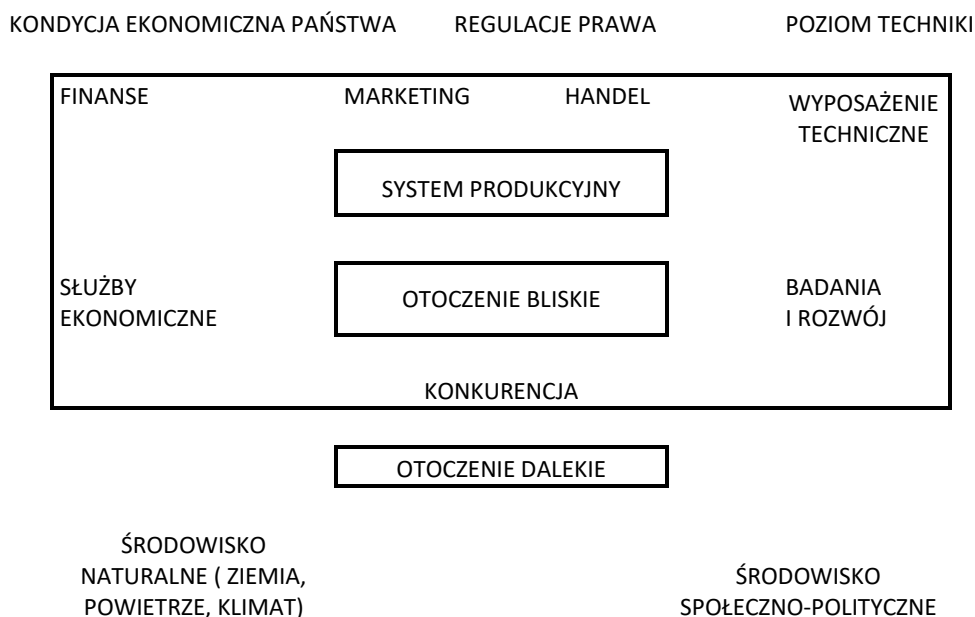 KONDYCJA EKONOMICZNA PAŃSTWA REGULACJE PRAWA POZIOM TECHNIKI
FINANSE MARKETING HANDEL WYPOSAŻENIE
TECHNICZNE
SYSTEM PRODUKCYJNY
SŁUŻBY
EKONOMICZNE
OTOCZENIE BLISKIE
BADANIA
I ROZWÓJ
KONKURENCJA
OTOCZENIE DALEKIE
ŚRODOWISKO
NATURALNE ( ZIEMIA,
POWIETRZE, KLIMAT)
ŚRODOWISKO
SPOŁECZNO-POLITYCZNE